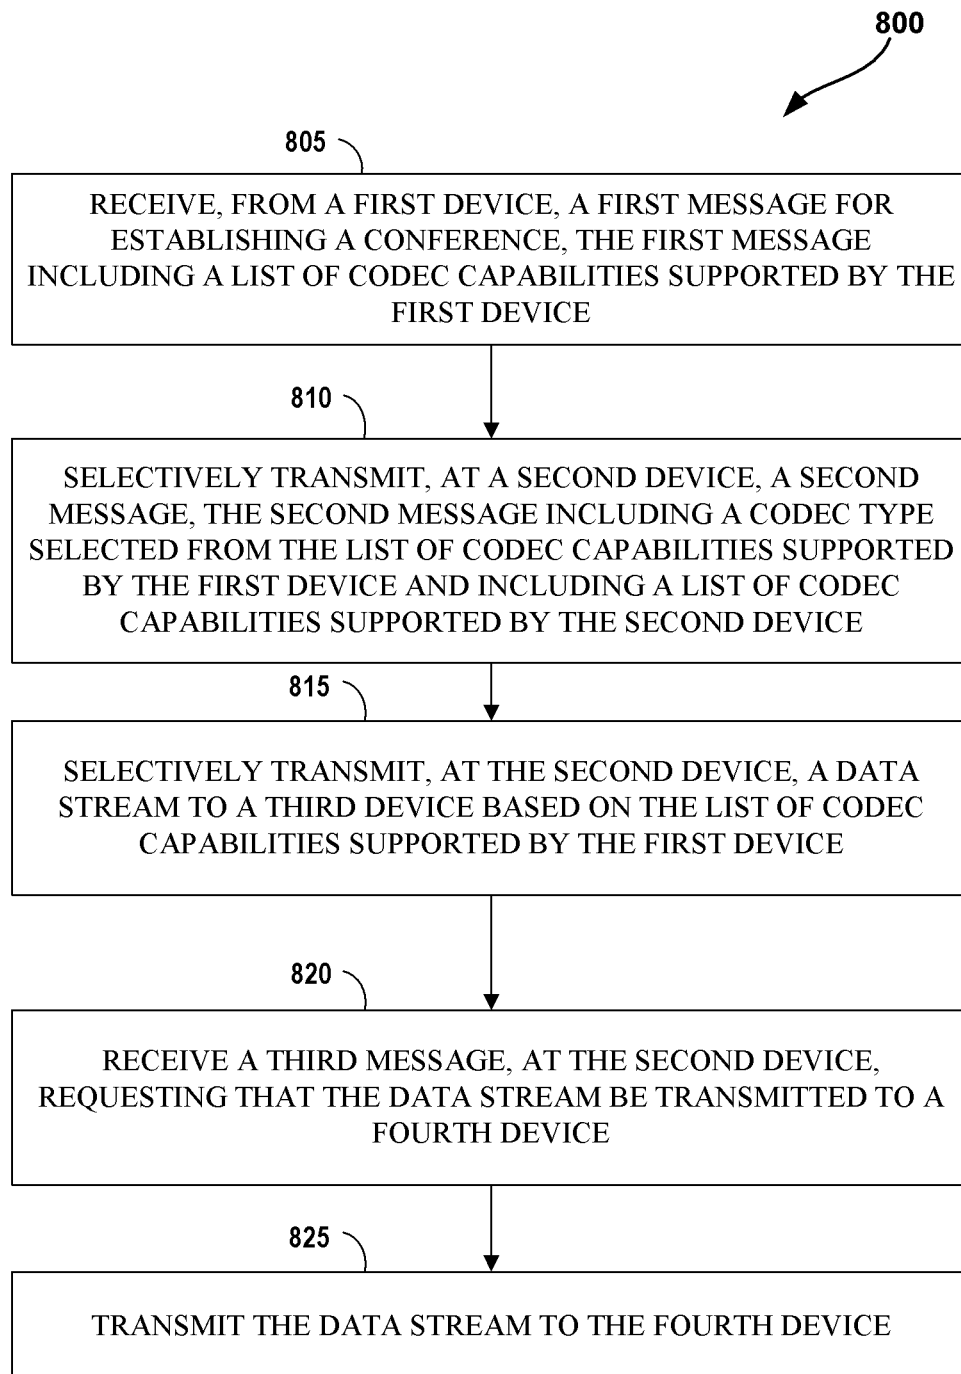 800
805
RECEIVE, FROM A FIRST DEVICE, A FIRST MESSAGE FOR
ESTABLISHING A CONFERENCE, THE FIRST MESSAGE
INCLUDING A LIST OF CODEC CAPABILITIES SUPPORTED BY THE
FIRST DEVICE
810
SELECTIVELY TRANSMIT, AT A SECOND DEVICE, A SECOND
MESSAGE, THE SECOND MESSAGE INCLUDING A CODEC TYPE
SELECTED FROM THE LIST OF CODEC CAPABILITIES SUPPORTED
BY THE FIRST DEVICE AND INCLUDING A LIST OF CODEC
CAPABILITIES SUPPORTED BY THE SECOND DEVICE
815
SELECTIVELY TRANSMIT, AT THE SECOND DEVICE, A DATA
STREAM TO A THIRD DEVICE BASED ON THE LIST OF CODEC
CAPABILITIES SUPPORTED BY THE FIRST DEVICE
820
RECEIVE A THIRD MESSAGE, AT THE SECOND DEVICE,
REQUESTING THAT THE DATA STREAM BE TRANSMITTED TO A
FOURTH DEVICE
825
TRANSMIT THE DATA STREAM TO THE FOURTH DEVICE